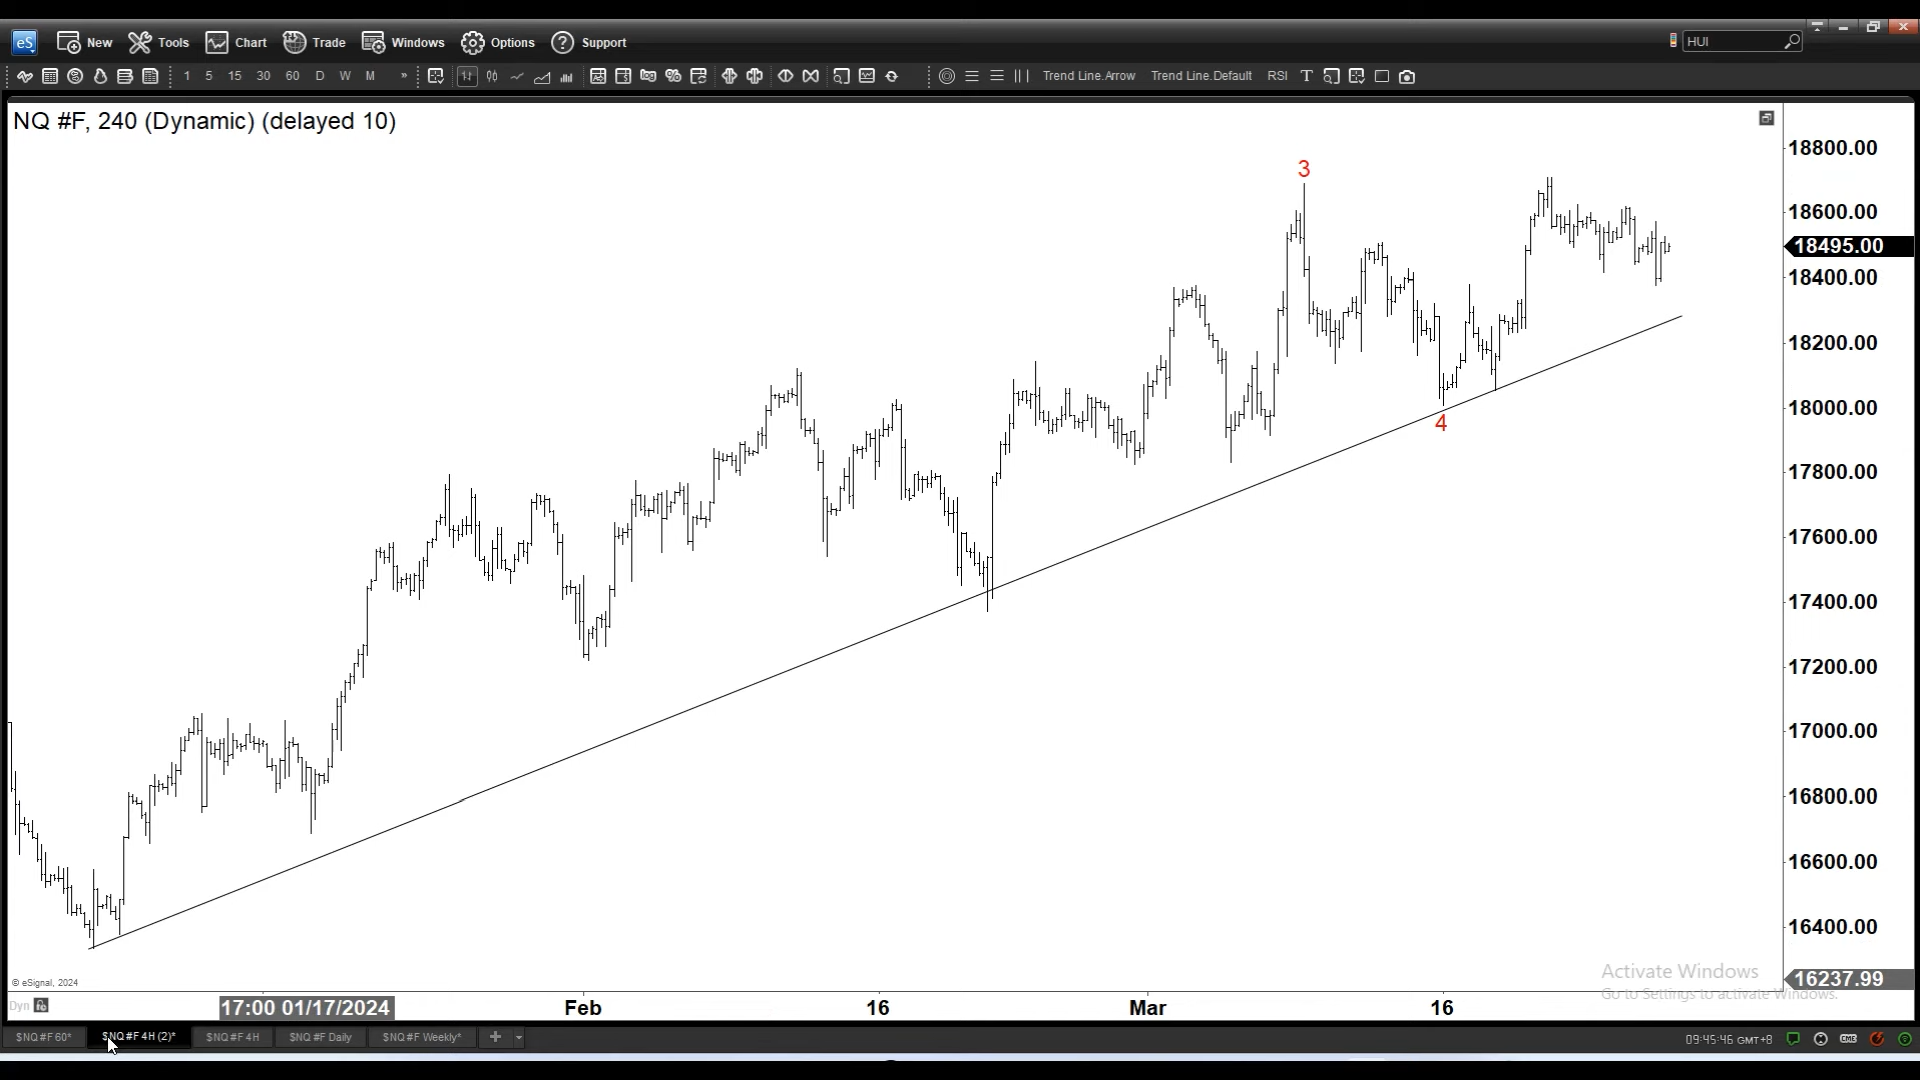 eS New Tools Chart Trade Windows Options Support HUI
1 5 15 30 60 D W M » Trend Line.Arrow Trend Line.Default RSI T
NQ #F, 240 (Dynamic) (delayed 10)
18800.00
3
18600.00
18495.00
18400.00
18200.00
18000.00
4
17800.00
17600.00
17400.00
17200.00
17000.00
16800.00
16600.00
16400.00
Activate Windows
16237.99
© eSignal, 2024
Go to Settings to activate Windows.
Dyn 17:00 01/17/2024 Feb 16 Mar 16
$NQ #F 60* $NQ #F 4H (2)* $NQ #F 4H $NQ #F Daily $NQ #F Weekly* + 09:45:46 GMT+8 CME